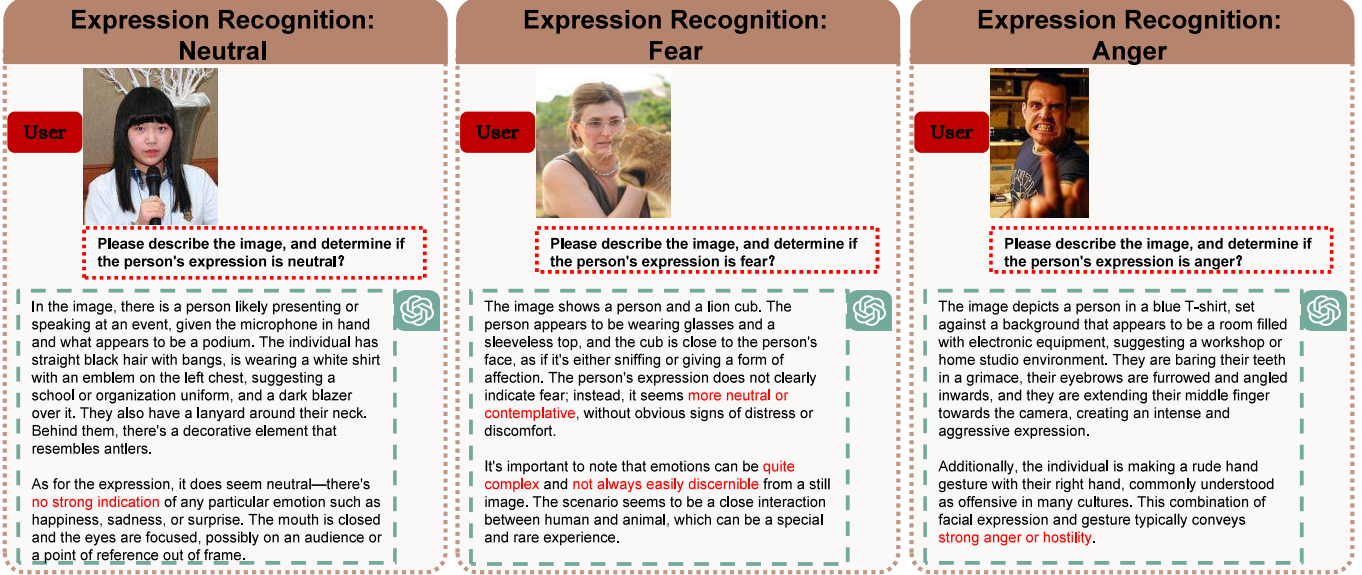 Expression Recognition:
Neutral
User
Please describe the image, and determine if
the person's expression is neutral?
In the image, there is a person likely presenting or
speaking at an event, given the microphone in hand
and what appears to be a podium. The individual has
straight black hair with bangs, is wearing a white shirt
with an emblem on the left chest, suggesting a
school or organization uniform, and a dark blazer
over it. They also have a lanyard around their neck.
Behind them, there's a decorative element that
resembles antlers.
As for the expression, it does seem neutral—there's
no strong indication of any particular emotion such as
happiness, sadness, or surprise. The mouth is closed
and the eyes are focused, possibly on an audience or
a point of reference out of frame.
Expression Recognition:
Fear
User
Please describe the image, and determine if
the person's expression is fear?
The image shows a person and a lion cub. The
person appears to be wearing glasses and a
sleeveless top, and the cub is close to the person's
face, as if it's either sniffing or giving a form of
affection. The person's expression does not clearly
indicate fear; instead, it seems more neutral or
contemplative, without obvious signs of distress or
discomfort.
It's important to note that emotions can be quite
complex and not always easily discernible from a still
image. The scenario seems to be a close interaction
between human and animal, which can be a special
and rare experience.
Expression Recognition:
Anger
User
Please describe the image, and determine if
the person's expression is anger?
The image depicts a person in a blue T-shirt, set
against a background that appears to be a room filled
with electronic equipment, suggesting a workshop or
home studio environment. They are baring their teeth
in a grimace, their eyebrows are furrowed and angled
inwards, and they are extending their middle finger
towards the camera, creating an intense and
aggressive expression.
Additionally, the individual is making a rude hand
gesture with their right hand, commonly understood
as offensive in many cultures. This combination of
facial expression and gesture typically conveys
strong anger or hostility.